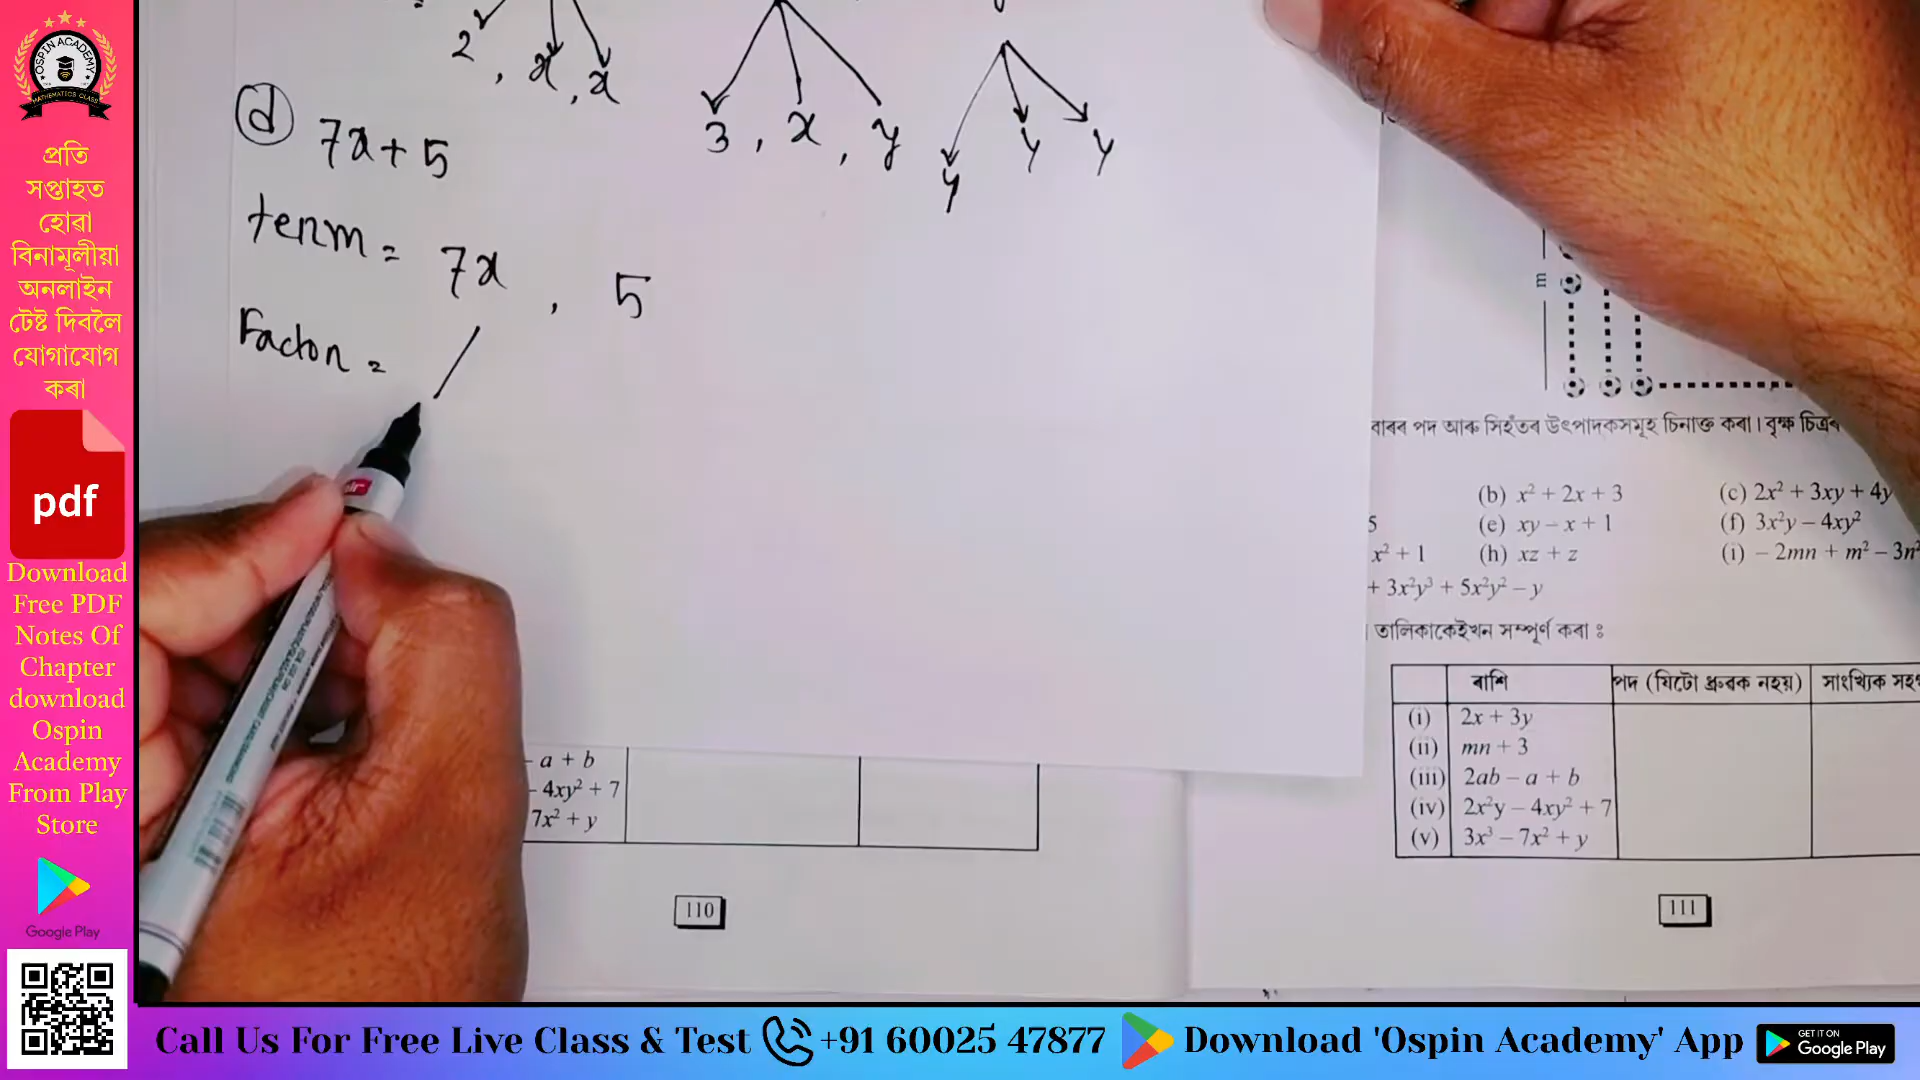 OSPIN ACADEMY
MATHEMATICS CLASS
প্ৰতি
সপ্তাহত
হোৱা
বিনামূলীয়া
অনলাইন
টেষ্ট দিবলৈ
যোগাযোগ
কৰা
pdf
Download
Free PDF
Notes Of
Chapter
download
Ospin
Academy
From Play
Store
Google Play
2, x, x
3, x, y
y y y
(d) 7x+5
term = 7x , 5
Factor =
m
বাৰৰ পদ আৰু সিহঁতৰ উৎপাদকসমূহ চিনাক্ত কৰা। বৃক্ষ চিত্ৰৰ
(b) x² + 2x + 3 (c) 2x² + 3xy + 4y
5 (e) xy – x + 1 (f) 3x²y – 4xy²
x² + 1 (h) xz + z (i) – 2mn + m² – 3n²
+ 3x²y³ + 5x²y² – y
তালিকাকেইখন সম্পূৰ্ণ কৰা ঃ
ৰাশি পদ (যিটো ধ্ৰুৱক নহয়) সাংখ্যিক সহগ
(i) 2x + 3y
(ii) mn + 3
(iii) 2ab – a + b
(iv) 2x²y – 4xy² + 7
(v) 3x³ – 7x² + y
- a + b
- 4xy² + 7
7x² + y
110
111
Call Us For Free Live Class & Test +91 60025 47877 Download 'Ospin Academy' App GET IT ON Google Play